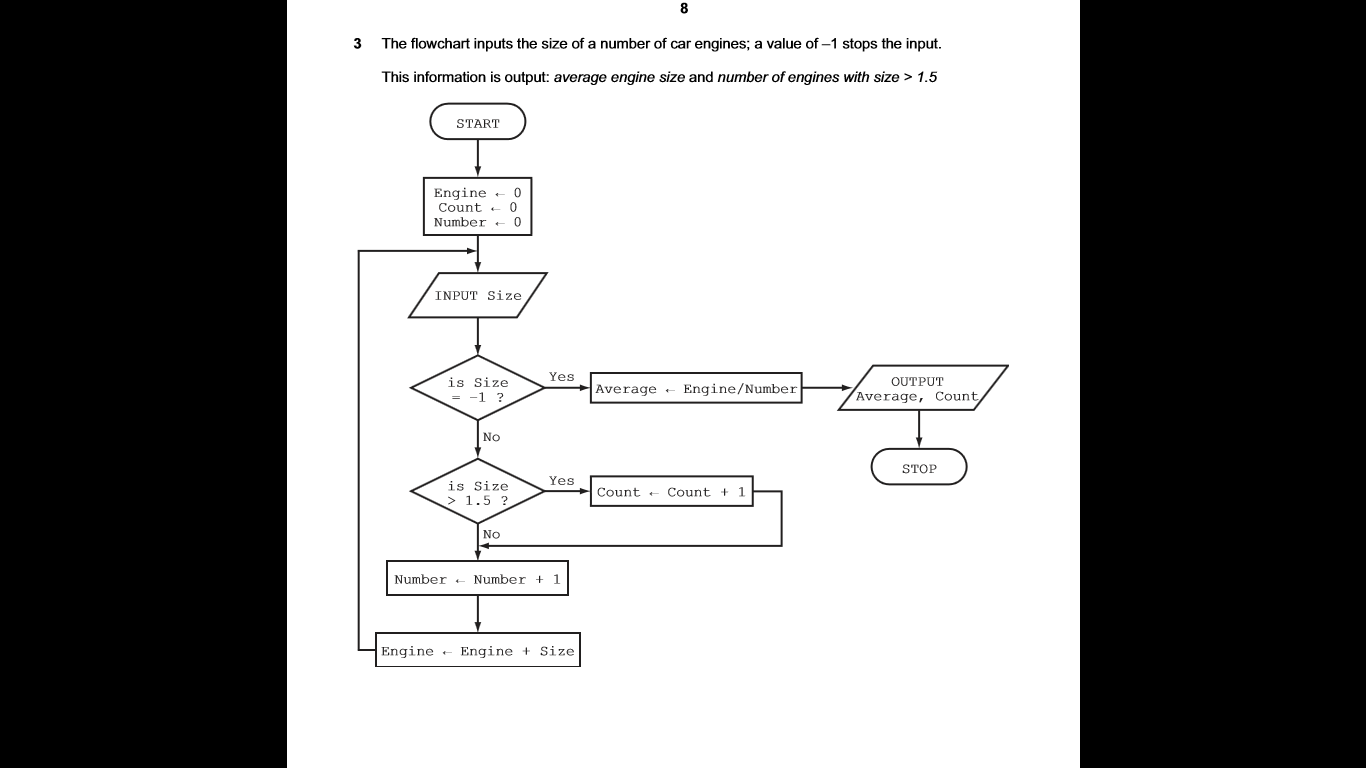 8
3 The flowchart inputs the size of a number of car engines; a value of –1 stops the input.
This information is output: average engine size and number of engines with size > 1.5
START
Engine ← 0
Count ← 0
Number ← 0
INPUT Size
is Size
= −1 ?
Yes
Average ← Engine/Number
OUTPUT
Average, Count
STOP
No
is Size
> 1.5 ?
Yes
Count ← Count + 1
No
Number ← Number + 1
Engine ← Engine + Size